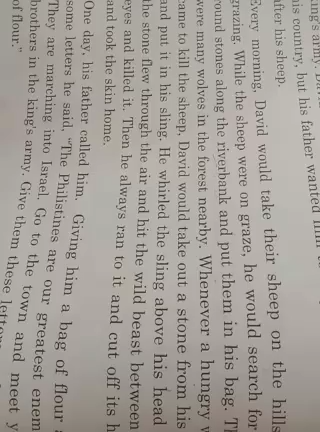 king's army. Davi
his country, but his father wanted him to
after his sheep.
Every morning, David would take their sheep on the hills
grazing. While the sheep were on graze, he would search for
round stones along the riverbank and put them in his bag. T
were many wolves in the forest nearby. Whenever a hungry w
came to kill the sheep, David would take out a stone from his
and put it in his sling. He whirled the sling above his head
the stone flew through the air and hit the wild beast between
eyes and killed it. Then he always ran to it and cut off its h
and took the skin home.
One day, his father called him. Giving him a bag of flour a
some letters he said, "The Philistines are our greatest enem
They are marching into Israel. Go to the town and meet y
brothers in the king's army. Give them these letters
of flour."